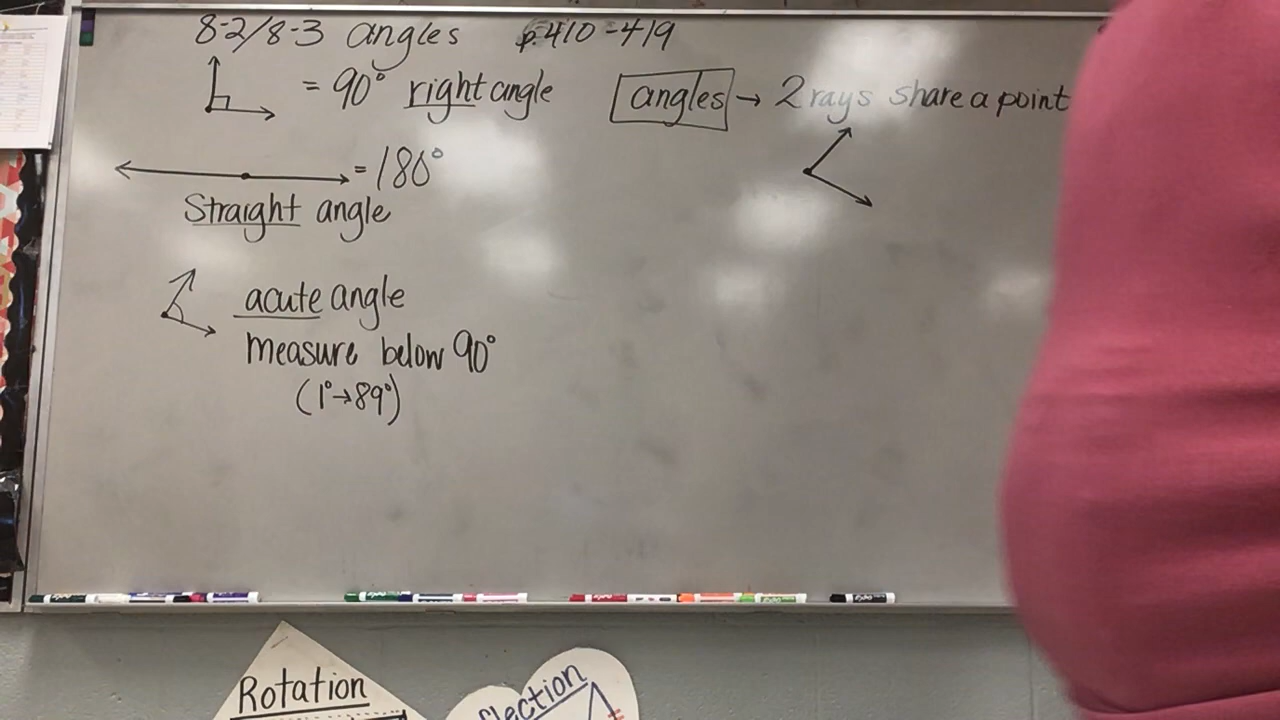 8-2/8-3 angles p.410-419
= 90° right angle
angles → 2 rays share a point
= 180°
Straight angle
acute angle
measure below 90°
(1°→89°)
Rotation
flection